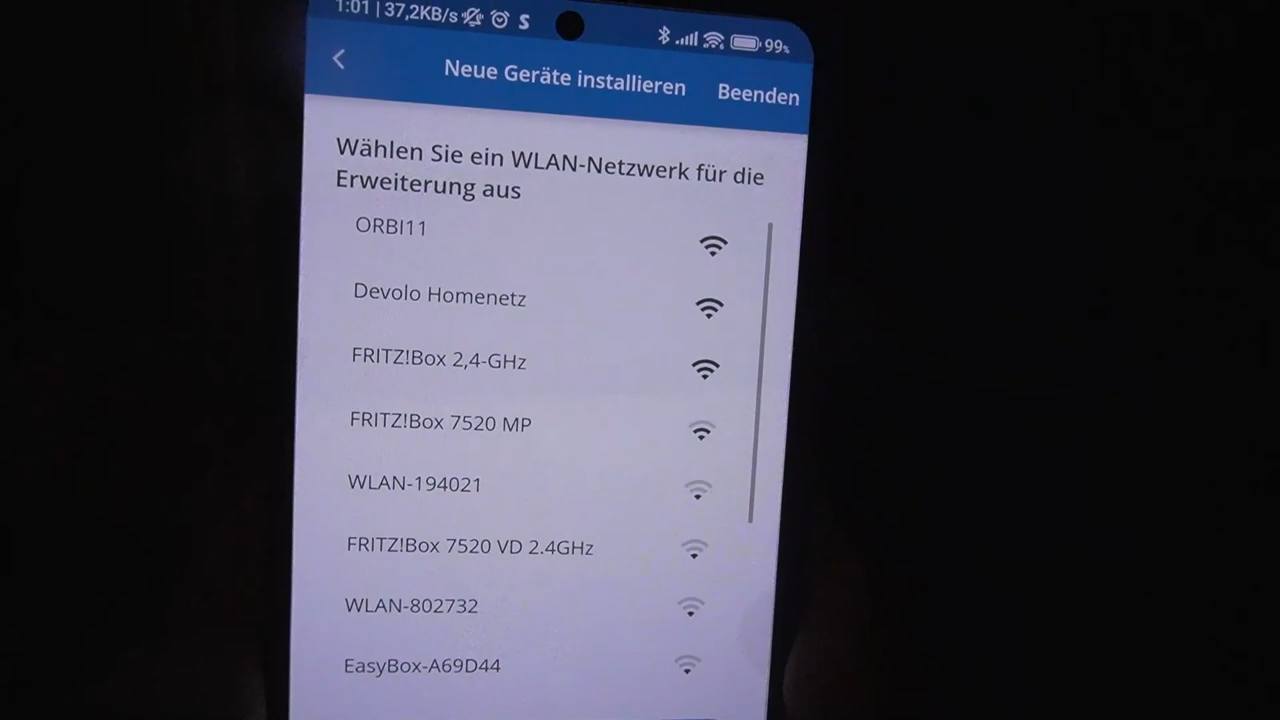 1:01 | 37,2KB/s S 99%
Neue Geräte installieren Beenden
Wählen Sie ein WLAN-Netzwerk für die
Erweiterung aus
ORBI11
Devolo Homenetz
FRITZ!Box 2,4-GHz
FRITZ!Box 7520 MP
WLAN-194021
FRITZ!Box 7520 VD 2.4GHz
WLAN-802732
EasyBox-A69D44